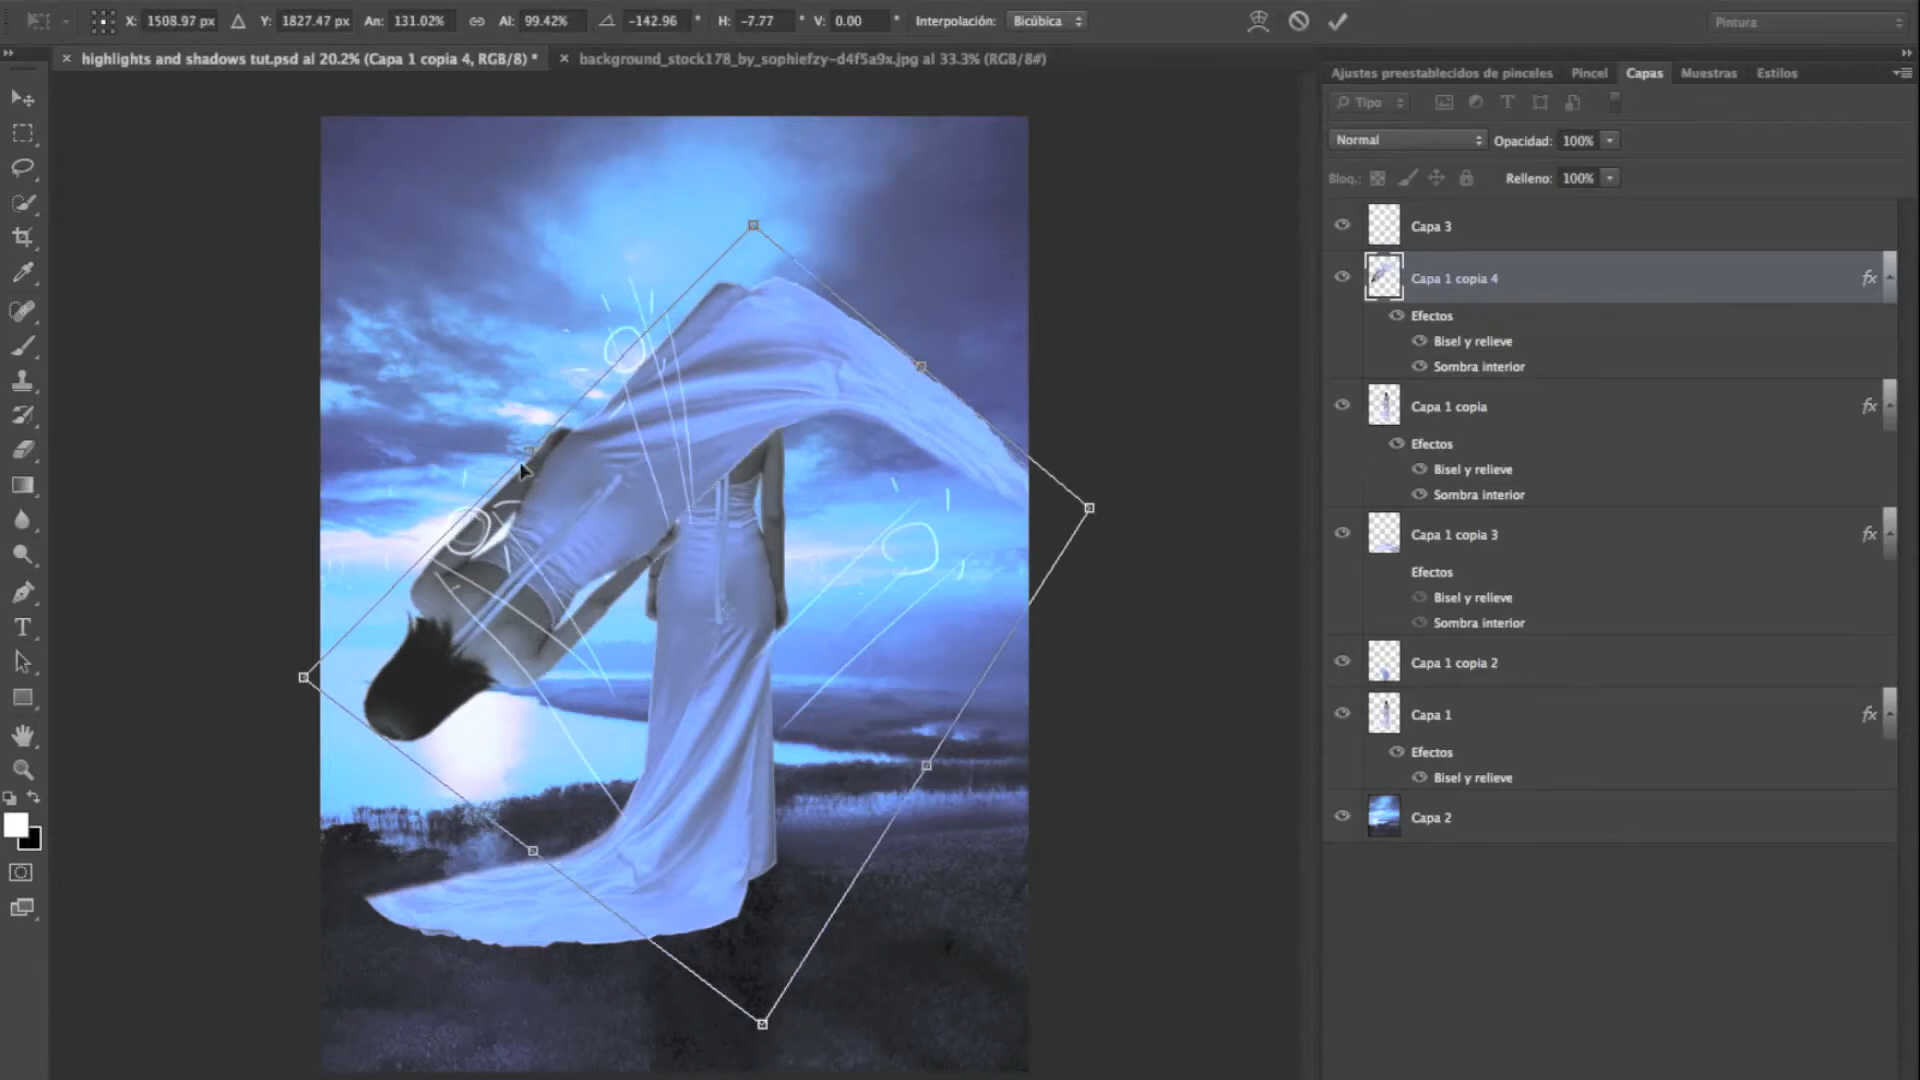 X: 1508.97 px Y: 1827.47 px An: 131.02% Al: 99.42% -142.96 ° H: -7.77 ° V: 0.00 ° Interpolación: Bicúbica Pintura
× highlights and shadows tut.psd al 20.2% (Capa 1 copia 4, RGB/8) * × background_stock178_by_sophiefzy-d4f5a9x.jpg al 33.3% (RGB/8#)
Ajustes preestablecidos de pinceles Pincel Capas Muestras Estilos
Tipo
Normal Opacidad: 100%
Bloq.: Relleno: 100%
Capa 3
Capa 1 copia 4 fx
Efectos
Bisel y relieve
Sombra interior
Capa 1 copia fx
Efectos
Bisel y relieve
Sombra interior
Capa 1 copia 3 fx
Efectos
Bisel y relieve
Sombra interior
Capa 1 copia 2
Capa 1 fx
Efectos
Bisel y relieve
Capa 2